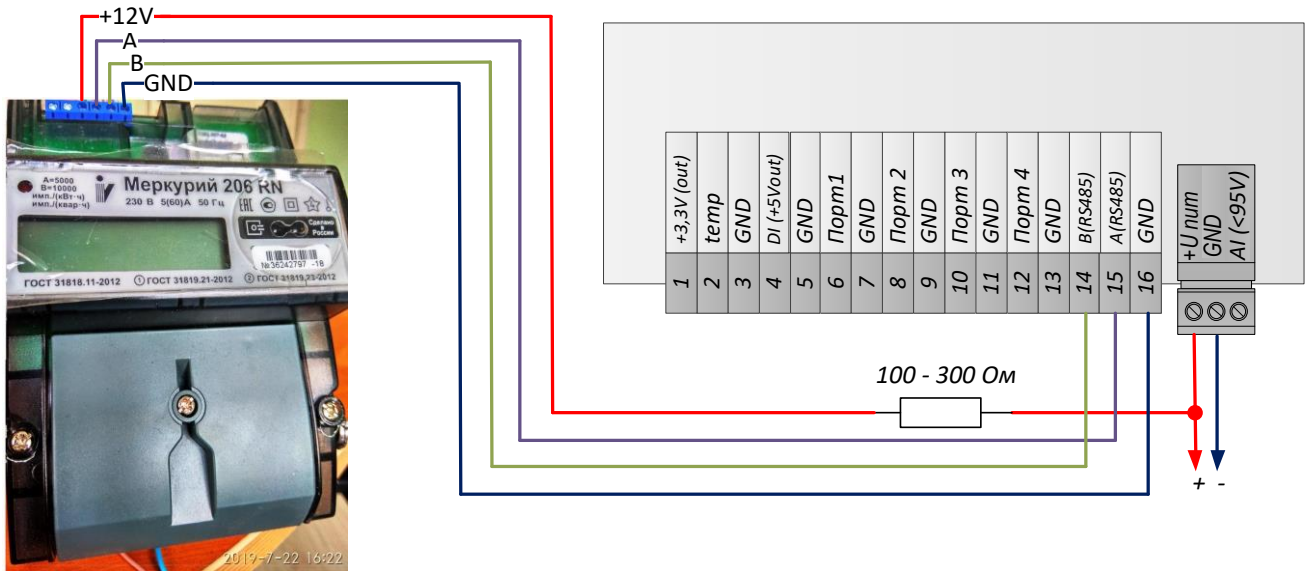 +12V
A
B
GND
A=5000
B=10000
имп./(кВт·ч)
имп./(квар·ч)
Меркурий 206 RN
230 В 5(60)А 50 Гц
ЕАС
Сделано
в
России
№36242797 -18
ГОСТ 31818.11-2012 ①ГОСТ 31819.21-2012 ②ГОСТ 31819.23-2012
2019-7-22 16:22
+3,3V (out)
temp
GND
DI (+5Vout)
GND
Порт1
GND
Порт 2
GND
Порт 3
GND
Порт 4
GND
B(RS485)
A(RS485)
GND
1 2 3 4 5 6 7 8 9 10 11 12 13 14 15 16
+U пит
GND
AI (<95V)
100 - 300 Ом
+ -